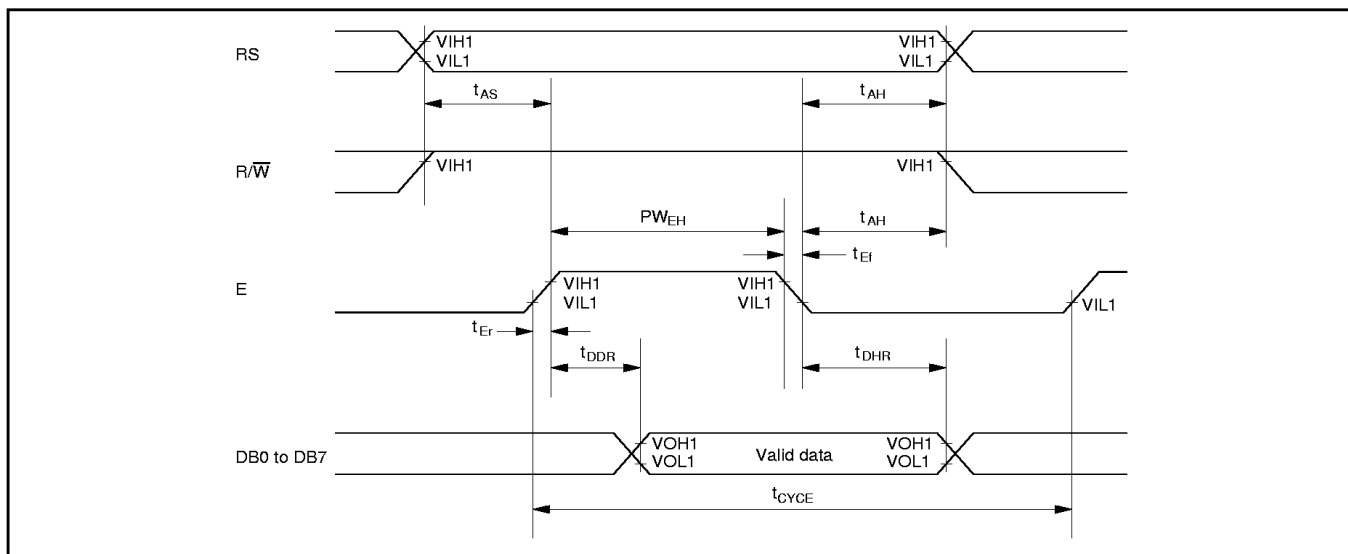 RS
VIH1
VIL1
VIH1
VIL1
tAS
tAH
R/W̅
VIH1
VIH1
PWEH
tAH
tEf
E
VIH1
VIL1
VIH1
VIL1
VIL1
tEr
tDDR
tDHR
DB0 to DB7
VOH1
VOL1
Valid data
VOH1
VOL1
tCYCE